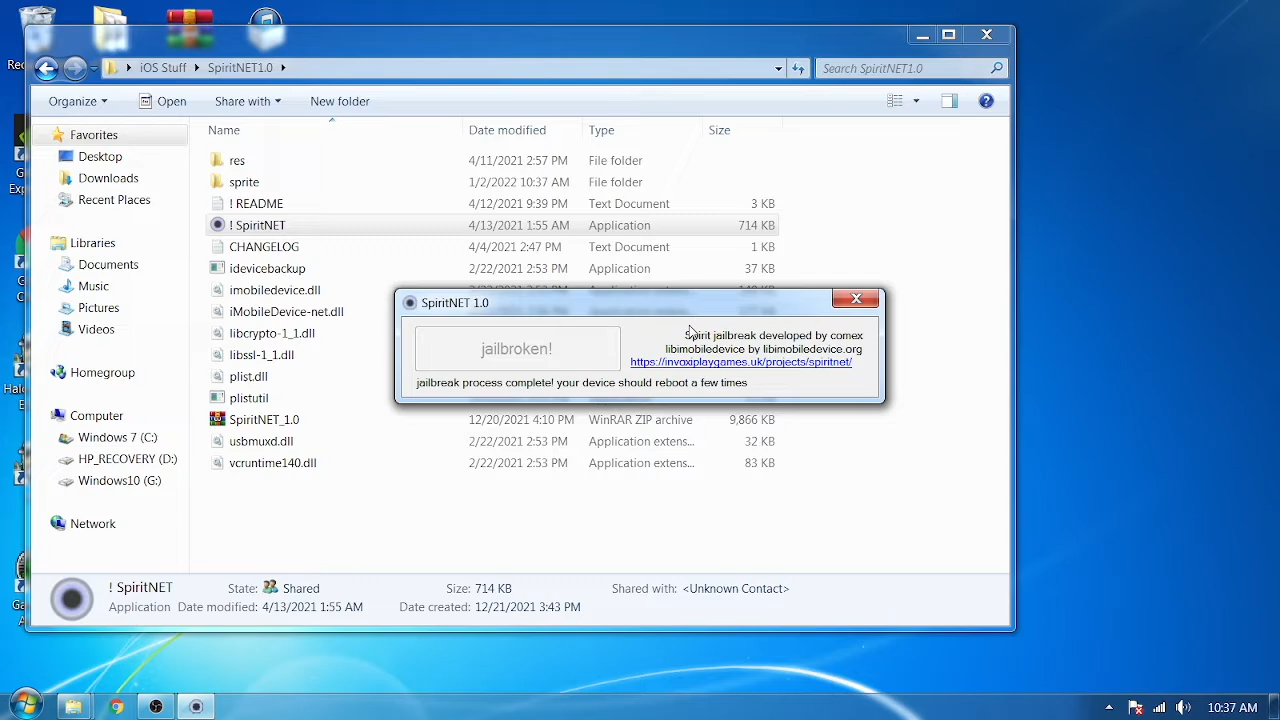 Rec
iOS Stuff
SpiritNET1.0
Search SpiritNET1.0
Organize
Open
Share with
New folder
Name
Date modified
Type
Size
Favorites
Desktop
Downloads
Recent Places
Libraries
Documents
Music
Pictures
Videos
Homegroup
Computer
Windows 7 (C:)
HP_RECOVERY (D:)
Windows10 (G:)
Network
res 4/11/2021 2:57 PM File folder
sprite 1/2/2022 10:37 AM File folder
! README 4/12/2021 9:39 PM Text Document 3 KB
! SpiritNET 4/13/2021 1:55 AM Application 714 KB
CHANGELOG 4/4/2021 2:47 PM Text Document 1 KB
idevicebackup 2/22/2021 2:53 PM Application 37 KB
imobiledevice.dll
iMobileDevice-net.dll
libcrypto-1_1.dll
libssl-1_1.dll
plist.dll
plistutil
SpiritNET_1.0 12/20/2021 4:10 PM WinRAR ZIP archive 9,866 KB
usbmuxd.dll 2/22/2021 2:53 PM Application extens... 32 KB
vcruntime140.dll 2/22/2021 2:53 PM Application extens... 83 KB
SpiritNET 1.0
jailbroken!
Spirit jailbreak developed by comex
libimobiledevice by libimobiledevice.org
https://invoxiplaygames.uk/projects/spiritnet/
jailbreak process complete! your device should reboot a few times
! SpiritNET State: Shared Size: 714 KB Shared with: <Unknown Contact>
Application Date modified: 4/13/2021 1:55 AM Date created: 12/21/2021 3:43 PM
10:37 AM